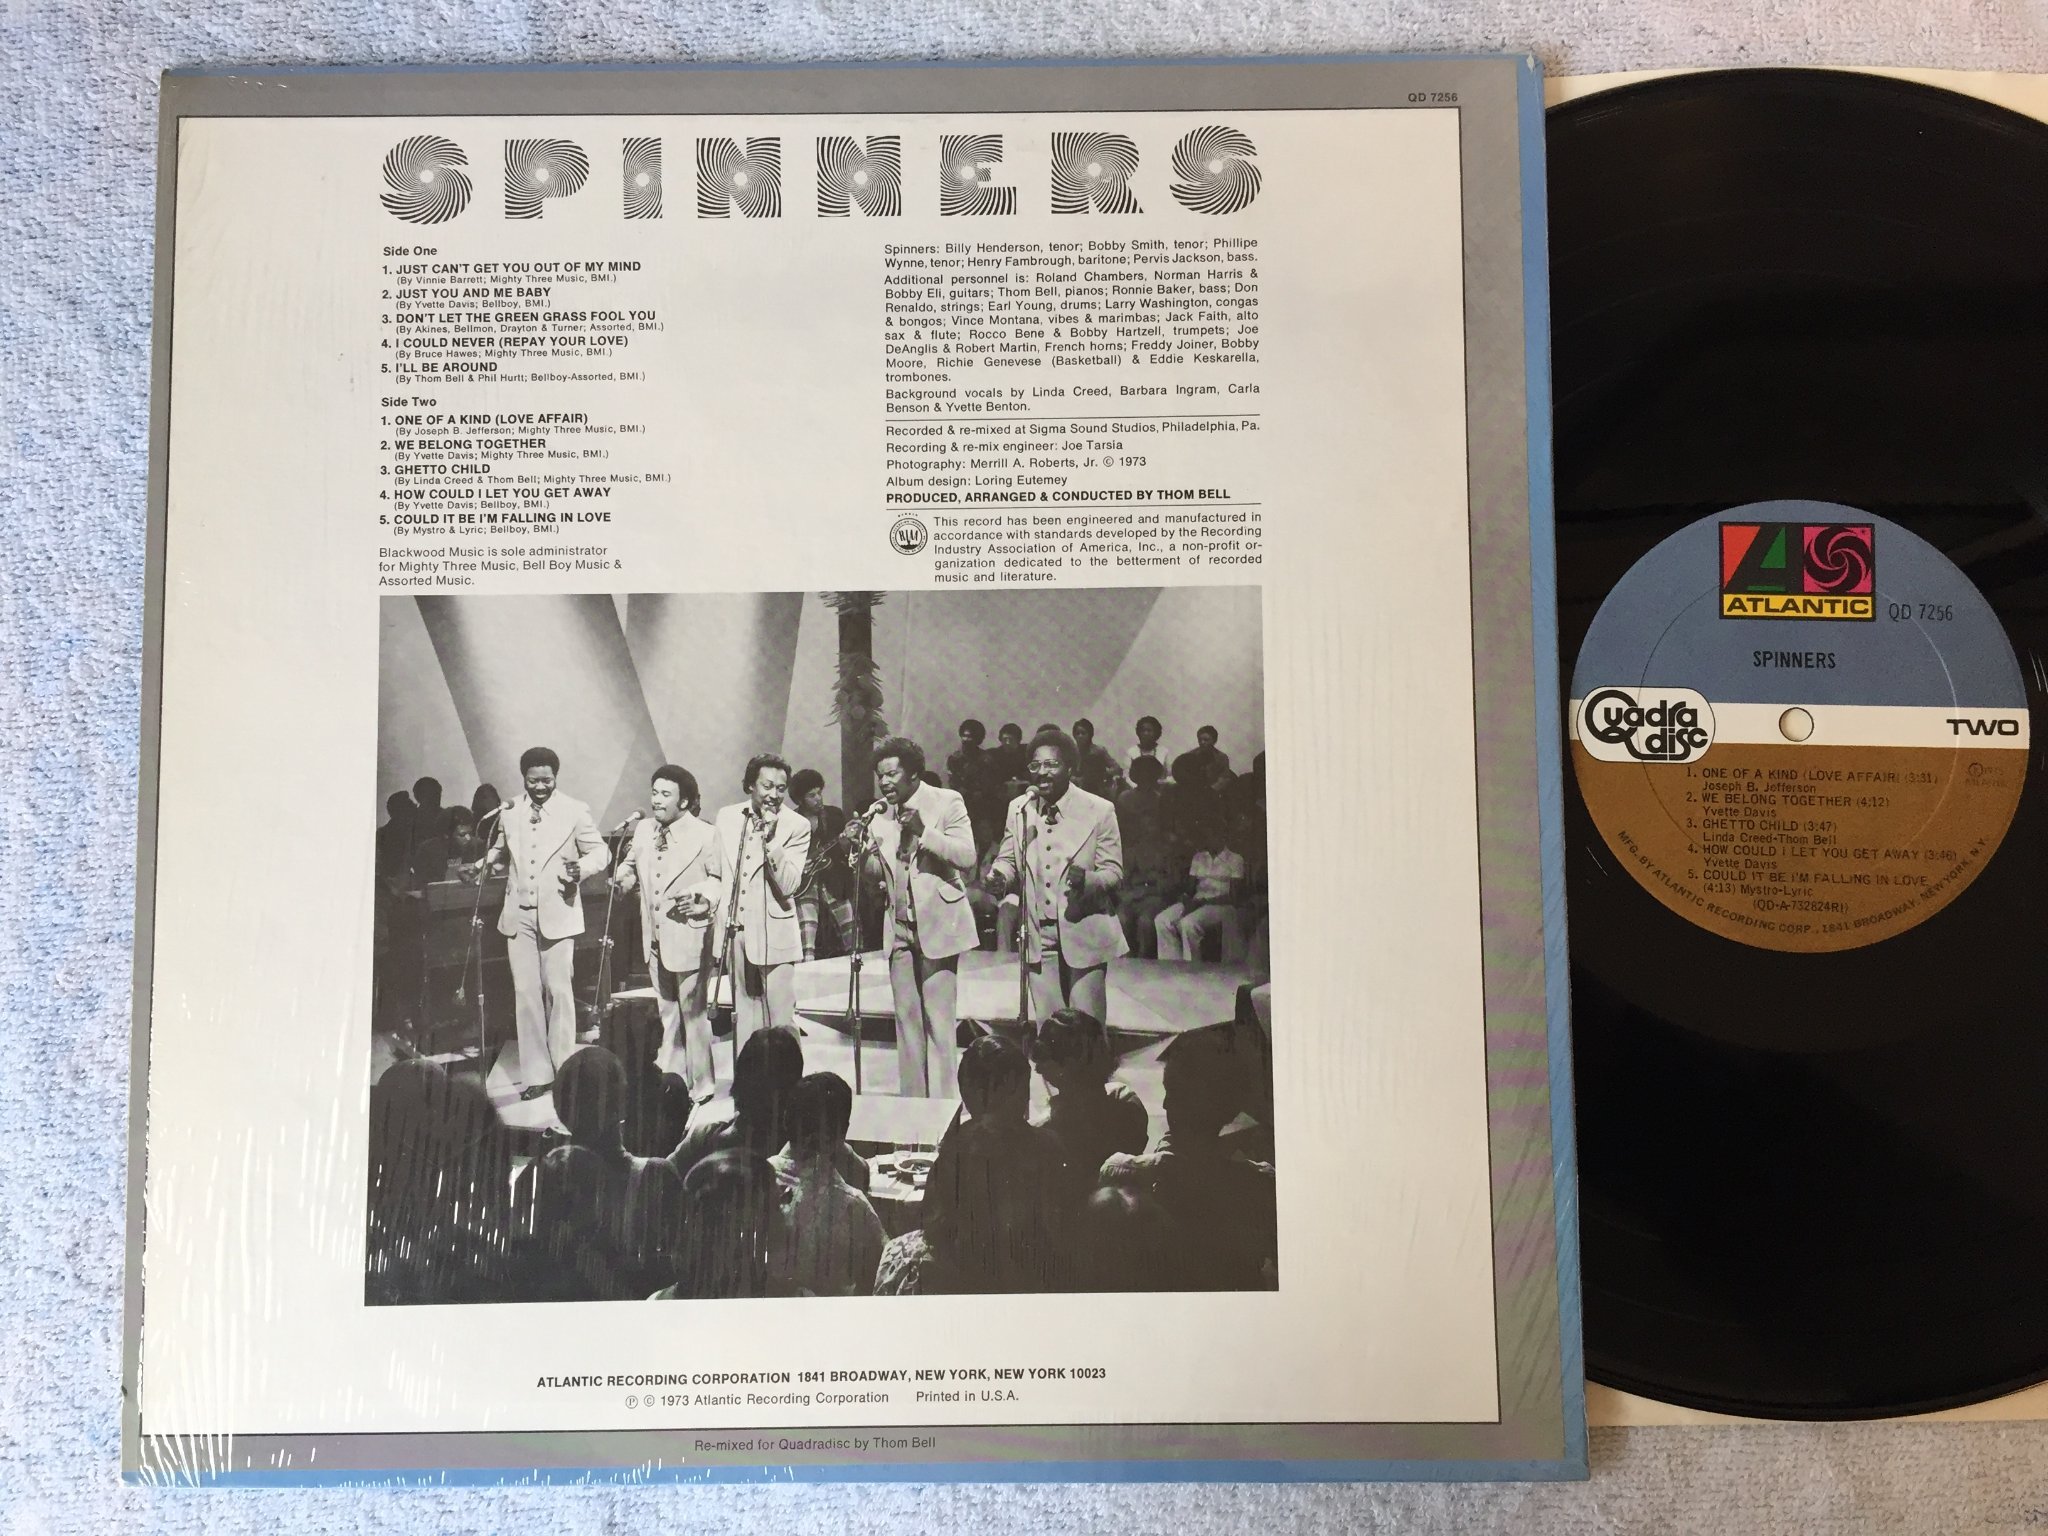 QD 7256
SPINNERS
Side One
1. JUST CAN'T GET YOU OUT OF MY MIND
(By Vinnie Barrett; Mighty Three Music, BMI.)
2. JUST YOU AND ME BABY
(By Yvette Davis; Bellboy, BMI.)
3. DON'T LET THE GREEN GRASS FOOL YOU
(By Akines, Bellmon, Drayton & Turner; Assorted, BMI.)
4. I COULD NEVER (REPAY YOUR LOVE)
(By Bruce Hawes; Mighty Three Music, BMI.)
5. I'LL BE AROUND
(By Thom Bell & Phil Hurtt; Bellboy-Assorted, BMI.)
Side Two
1. ONE OF A KIND (LOVE AFFAIR)
(By Joseph B. Jefferson; Mighty Three Music, BMI.)
2. WE BELONG TOGETHER
(By Yvette Davis; Mighty Three Music, BMI.)
3. GHETTO CHILD
(By Linda Creed & Thom Bell; Mighty Three Music, BMI.)
4. HOW COULD I LET YOU GET AWAY
(By Yvette Davis; Bellboy, BMI.)
5. COULD IT BE I'M FALLING IN LOVE
(By Mystro & Lyric; Bellboy, BMI.)
Blackwood Music is sole administrator
for Mighty Three Music, Bell Boy Music &
Assorted Music.
Spinners: Billy Henderson, tenor; Bobby Smith, tenor; Phillipe
Wynne, tenor; Henry Fambrough, baritone; Pervis Jackson, bass.
Additional personnel is: Roland Chambers, Norman Harris &
Bobby Eli, guitars; Thom Bell, pianos; Ronnie Baker, bass; Don
Renaldo, strings; Earl Young, drums; Larry Washington, congas
& bongos; Vince Montana, vibes & marimbas; Jack Faith, alto
sax & flute; Rocco Bene & Bobby Hartzell, trumpets; Joe
DeAnglis & Robert Martin, French horns; Freddy Joiner, Bobby
Moore, Richie Genevese (Basketball) & Eddie Keskarella,
trombones.
Background vocals by Linda Creed, Barbara Ingram, Carla
Benson & Yvette Benton.
Recorded & re-mixed at Sigma Sound Studios, Philadelphia, Pa.
Recording & re-mix engineer: Joe Tarsia
Photography: Merrill A. Roberts, Jr. © 1973
Album design: Loring Eutemey
PRODUCED, ARRANGED & CONDUCTED BY THOM BELL
This record has been engineered and manufactured in
accordance with standards developed by the Recording
Industry Association of America, Inc., a non-profit or-
ganization dedicated to the betterment of recorded
music and literature.
ATLANTIC RECORDING CORPORATION 1841 BROADWAY, NEW YORK, NEW YORK 10023
Ⓟ © 1973 Atlantic Recording Corporation Printed in U.S.A.
Re-mixed for Quadradisc by Thom Bell
ATLANTIC
QD 7256
SPINNERS
Quadradisc
TWO
1. ONE OF A KIND (LOVE AFFAIR) (3:31)
Joseph B. Jefferson
2. WE BELONG TOGETHER (4:12)
Yvette Davis
3. GHETTO CHILD (3:47)
Linda Creed-Thom Bell
4. HOW COULD I LET YOU GET AWAY (3:46)
Yvette Davis
5. COULD IT BE I'M FALLING IN LOVE
(4:13) Mystro-Lyric
(QD-A-732824RI)
MFG. BY ATLANTIC RECORDING CORP., 1841 BROADWAY, NEW YORK, N.Y.